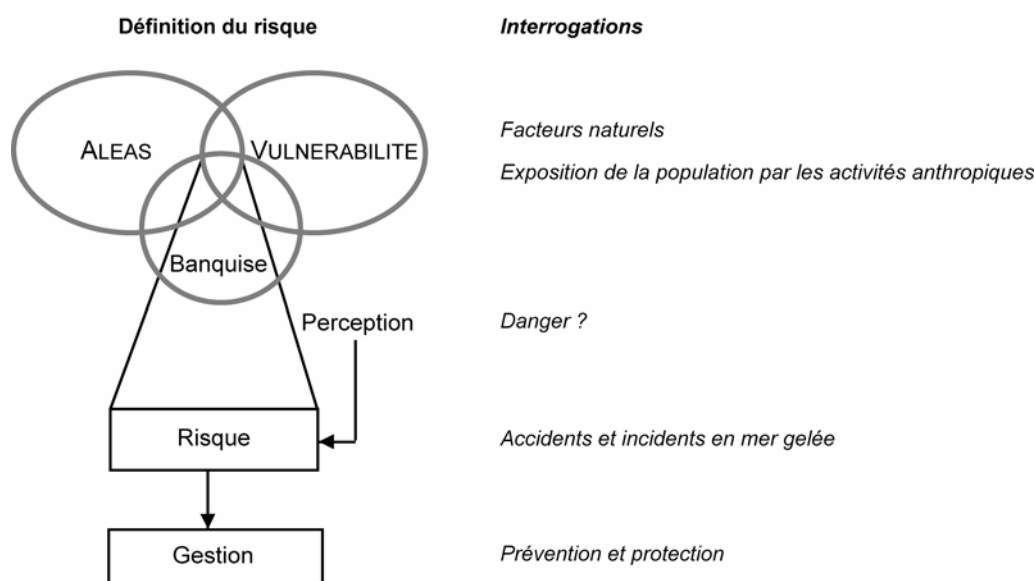 Définition du risque
Interrogations
ALEAS
VULNERABILITE
Facteurs naturels
Exposition de la population par les activités anthropiques
Banquise
Perception
Danger ?
Risque
Accidents et incidents en mer gelée
Gestion
Prévention et protection